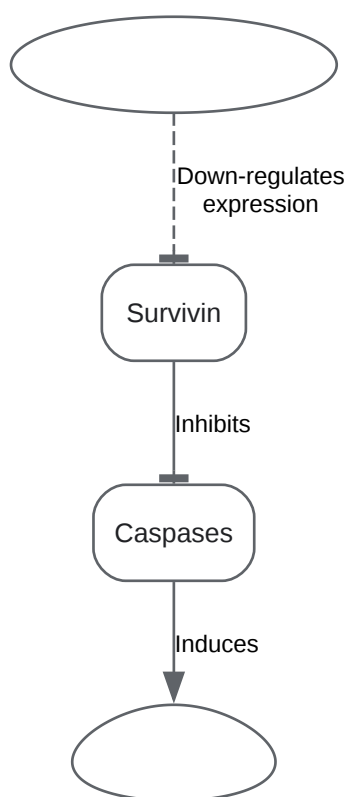 Down-regulates
expression
Survivin
Inhibits
Caspases
Induces